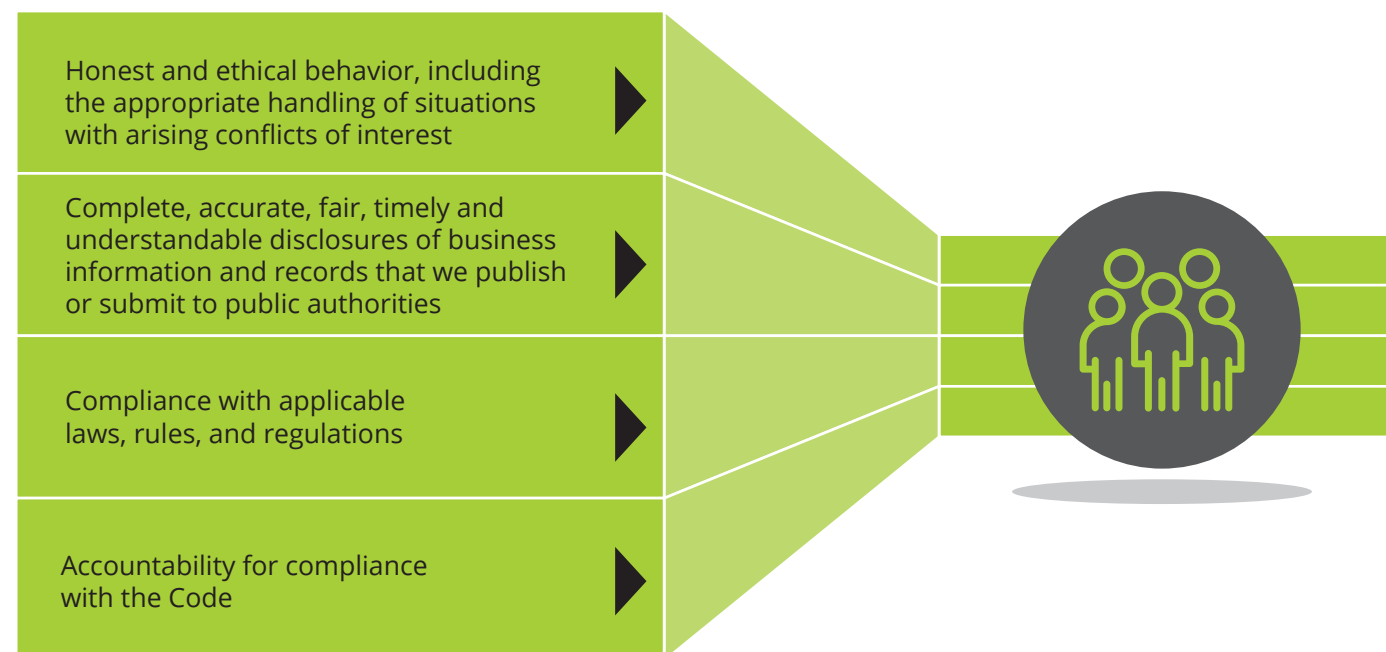 Honest and ethical behavior, including
the appropriate handling of situations
with arising conflicts of interest
Complete, accurate, fair, timely and
understandable disclosures of business
information and records that we publish
or submit to public authorities
Compliance with applicable
laws, rules, and regulations
Accountability for compliance
with the Code